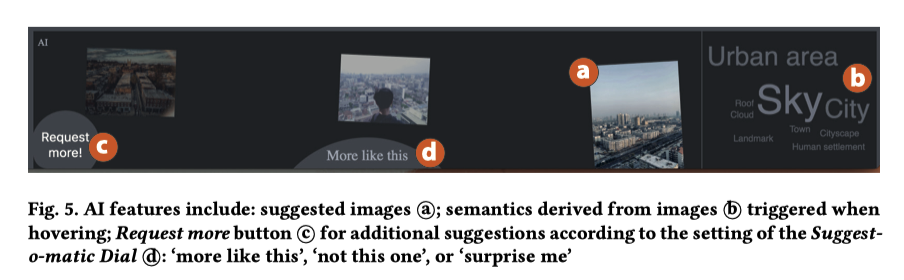 AI
Urban area
a
b
Sky
City
Roof
Cloud
Town
Cityscape
Landmark
Human settlement
Request
more!
c
More like this
d
Fig. 5. AI features include: suggested images ⓐ; semantics derived from images ⓑ triggered when
hovering; Request more button ⓒ for additional suggestions according to the setting of the Suggest-
o-matic Dial ⓓ: ‘more like this’, ‘not this one’, or ‘surprise me’